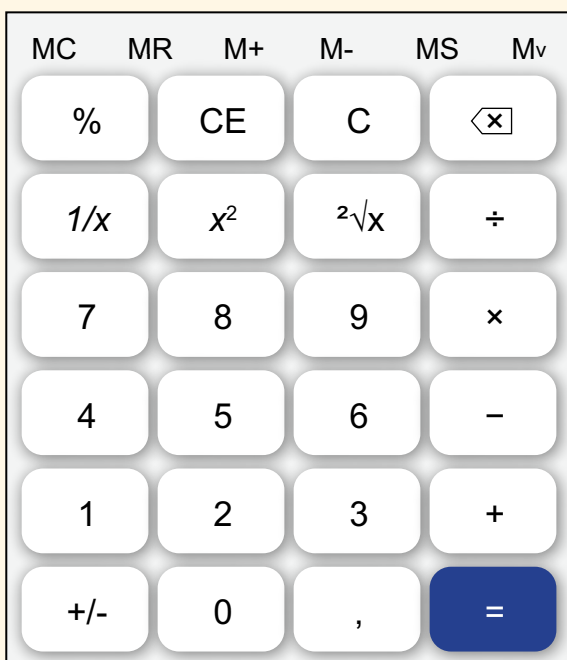 MC MR M+ M- MS Mv
% CE C ⌫
1/x x² ²√x ÷
7 8 9 ×
4 5 6 −
1 2 3 +
+/- 0 , =